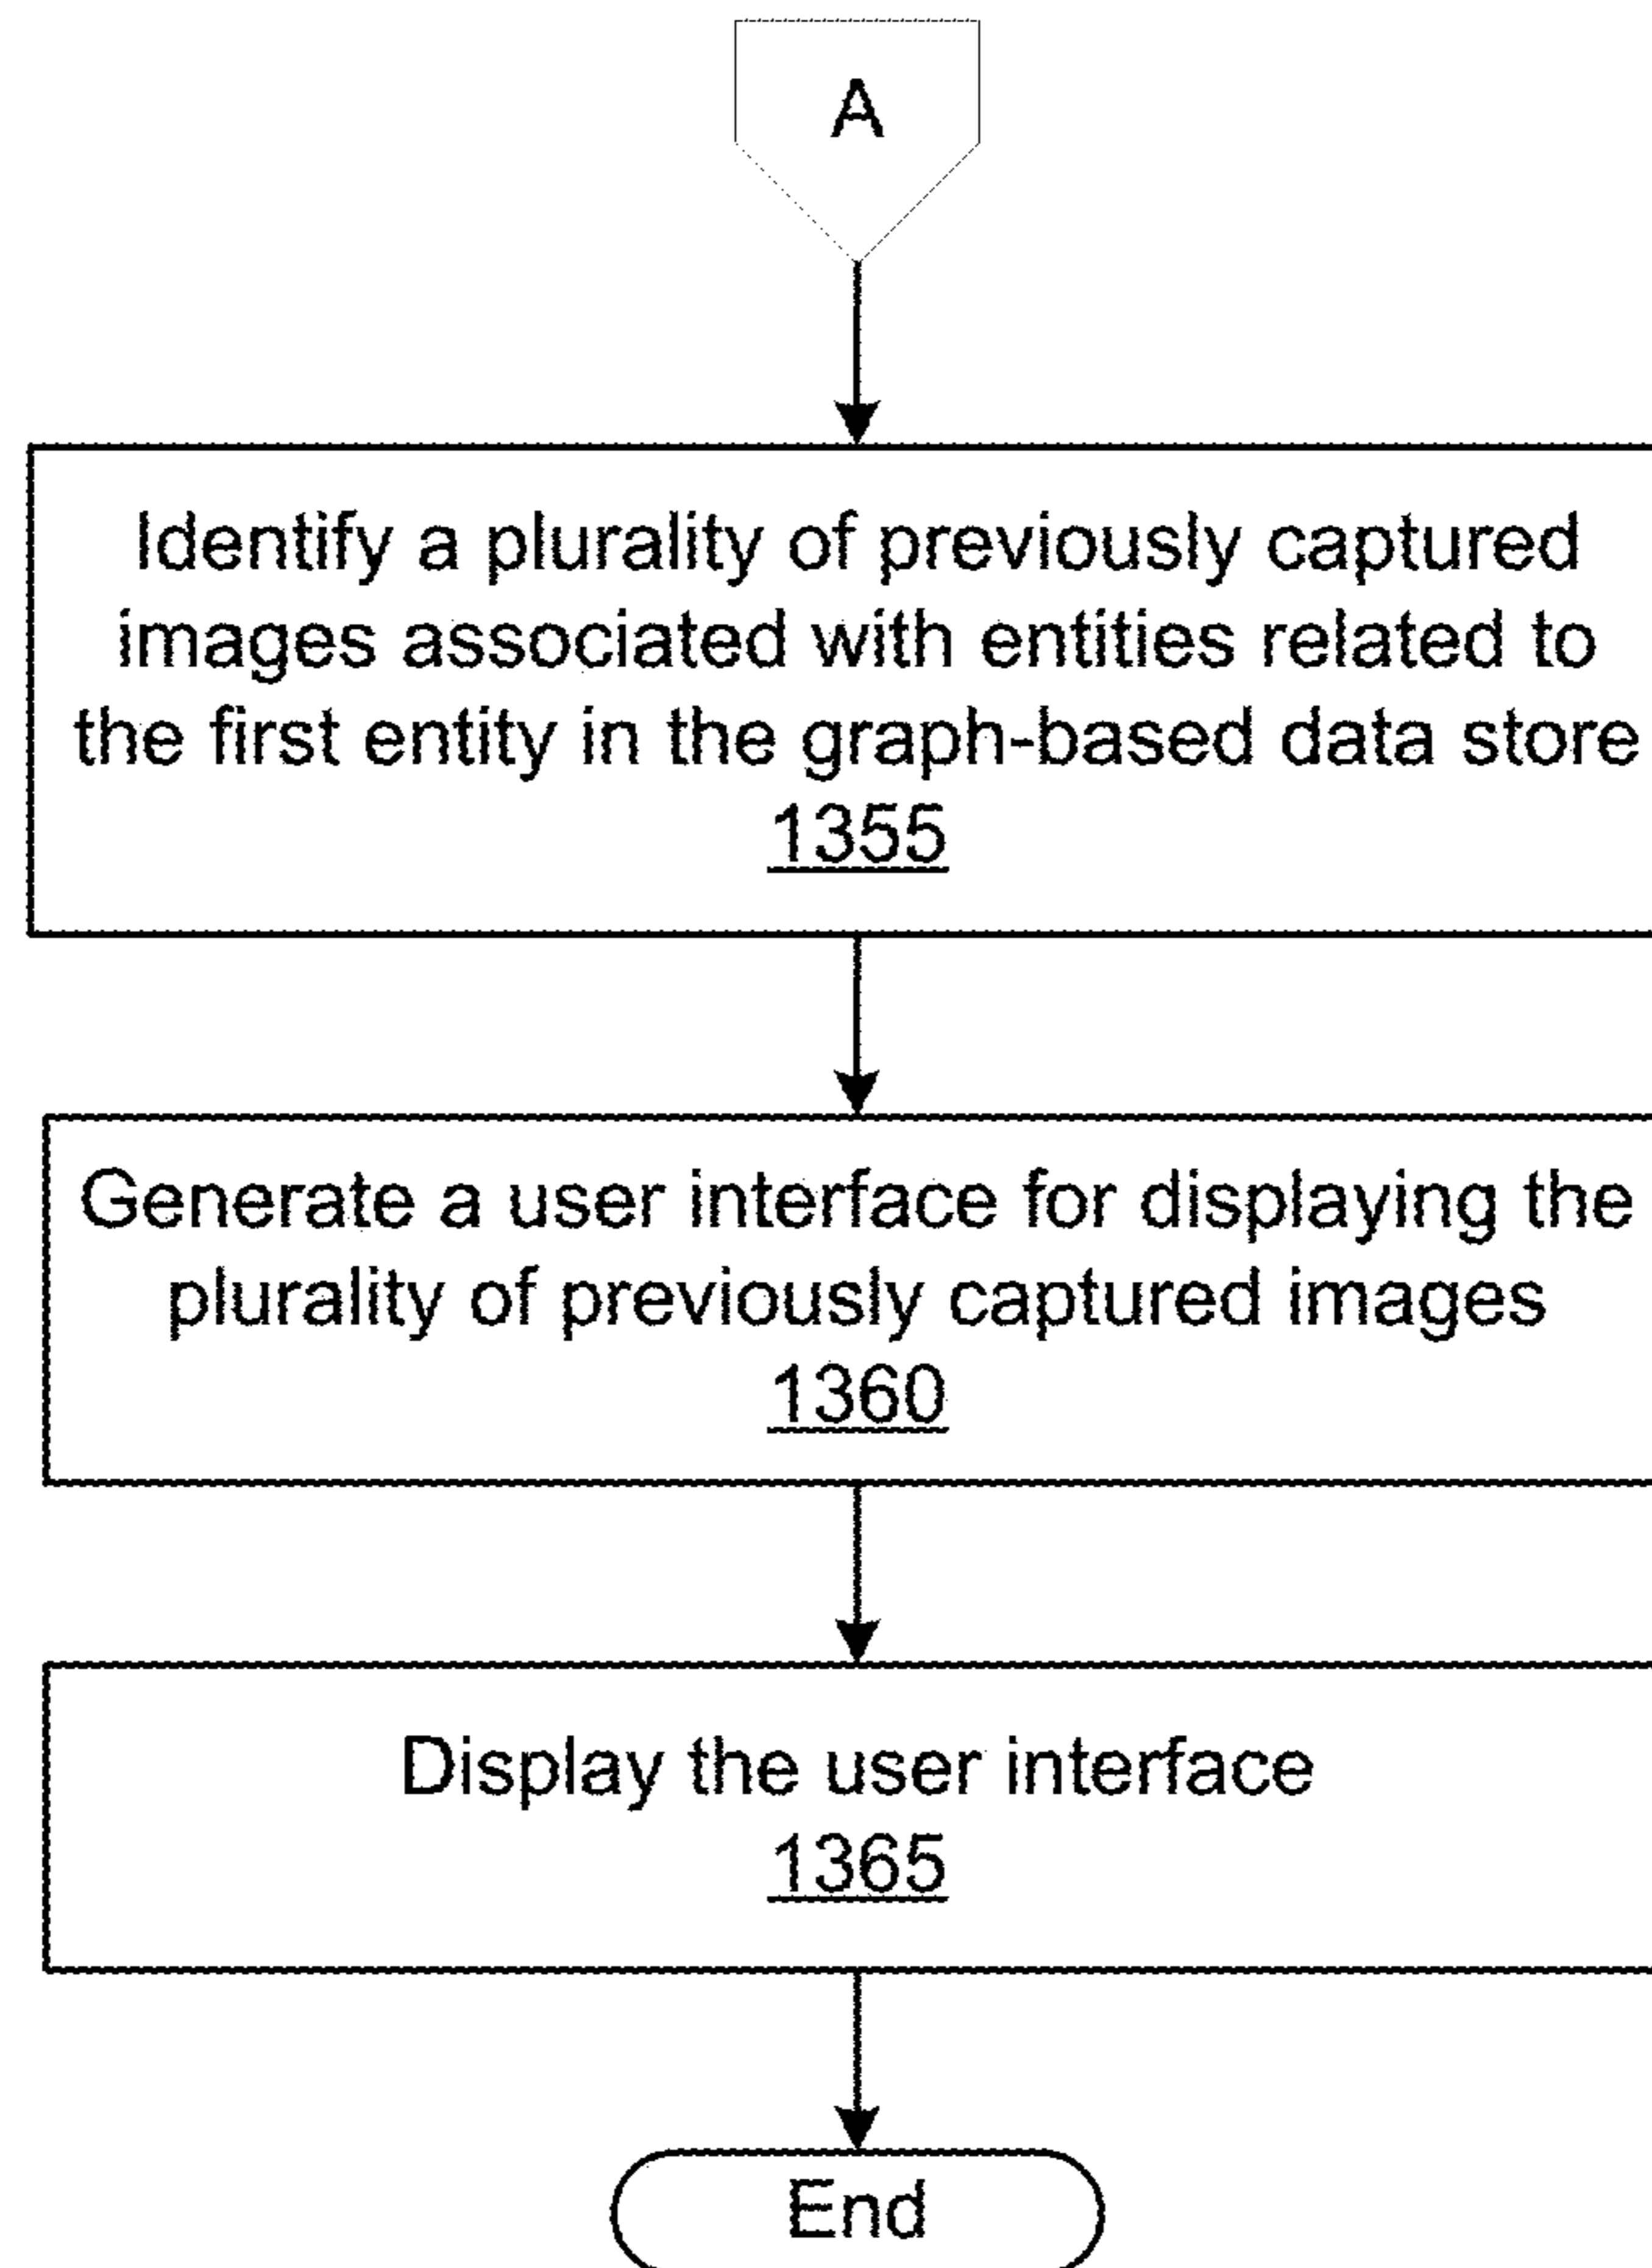 A
Identify a plurality of previously captured
images associated with entities related to
the first entity in the graph-based data store
1355
Generate a user interface for displaying the
plurality of previously captured images
1360
Display the user interface
1365
End